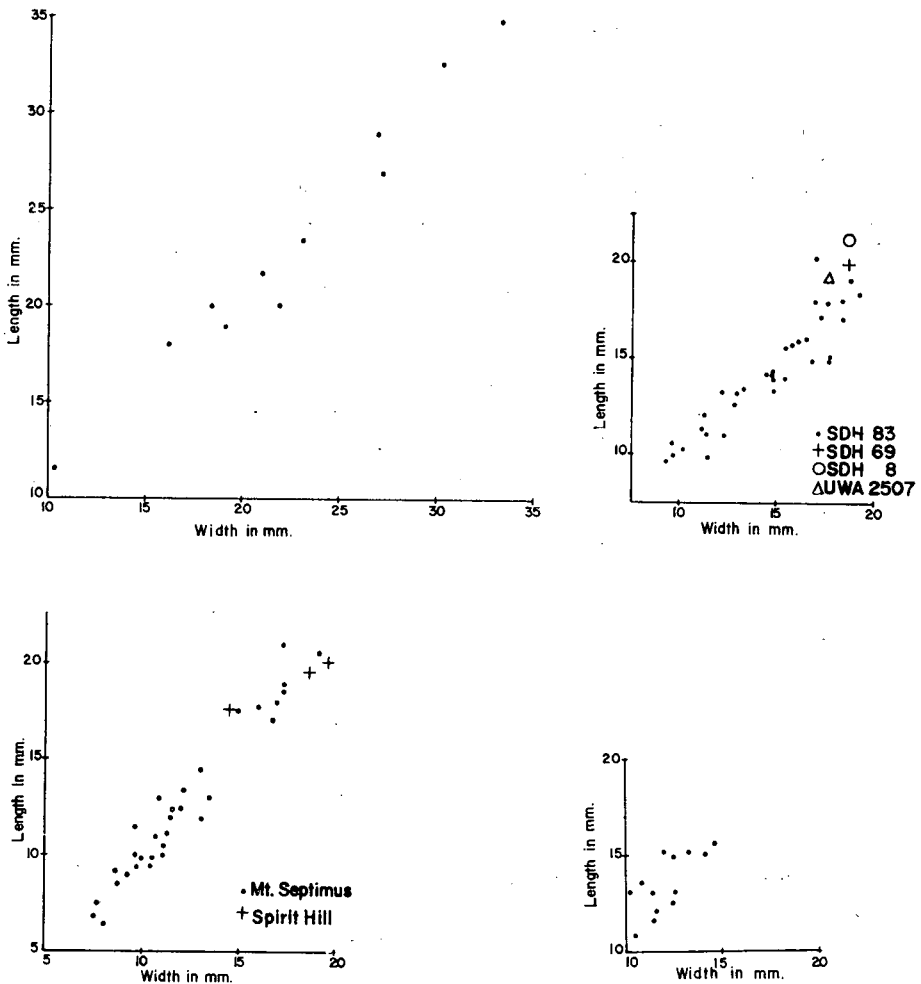 35
30
25
20
15
10
Length in mm.
10 15 20 25 30 35
Width in mm.
20
15
10
Length in mm.
SDH 83
SDH 69
SDH 8
UWA 2507
10 15 20
Width in mm.
20
15
10
5
Length in mm.
Mt. Septimus
Spirit Hill
5 10 15 20
Width in mm.
20
15
10
Length in mm.
10 15 20
Width in mm.